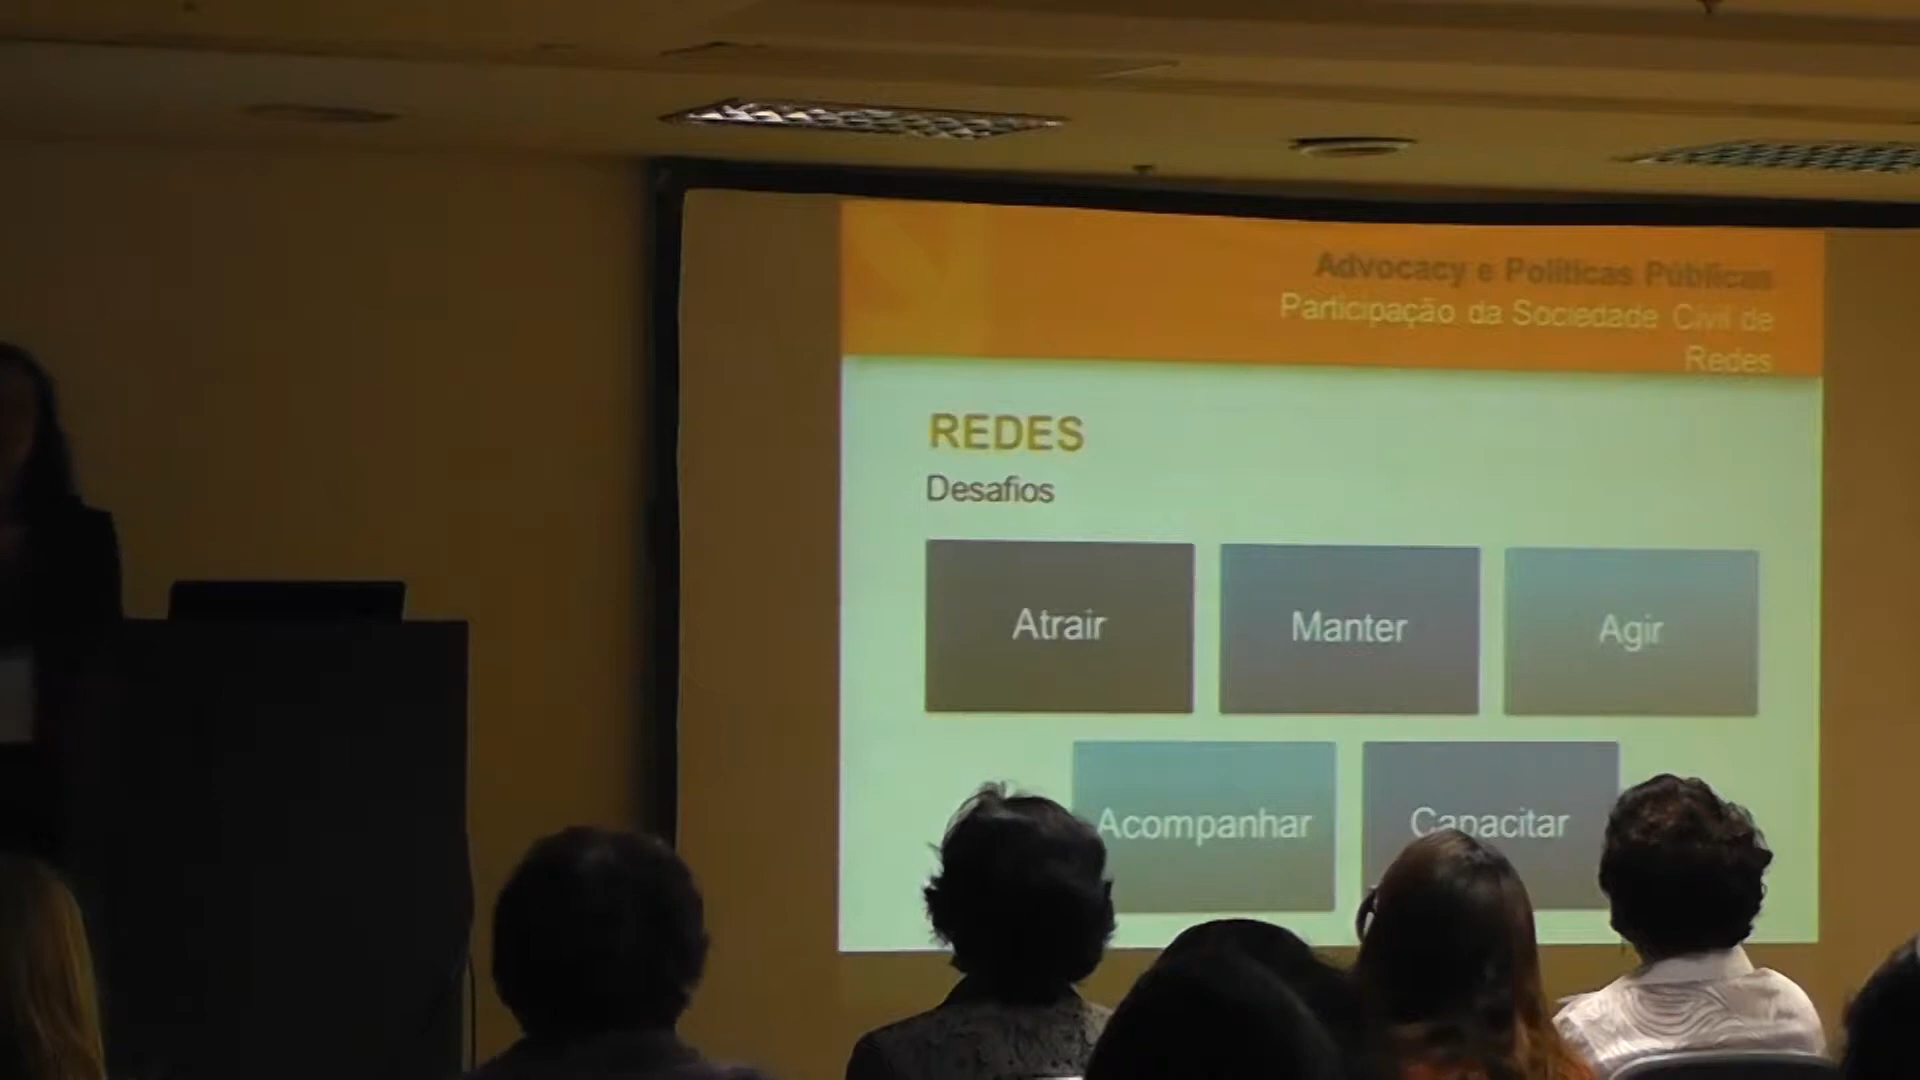 Advocacy e Políticas Públicas
Participação da Sociedade Civil de
Redes
REDES
Desafios
Atrair
Manter
Agir
Acompanhar
Capacitar